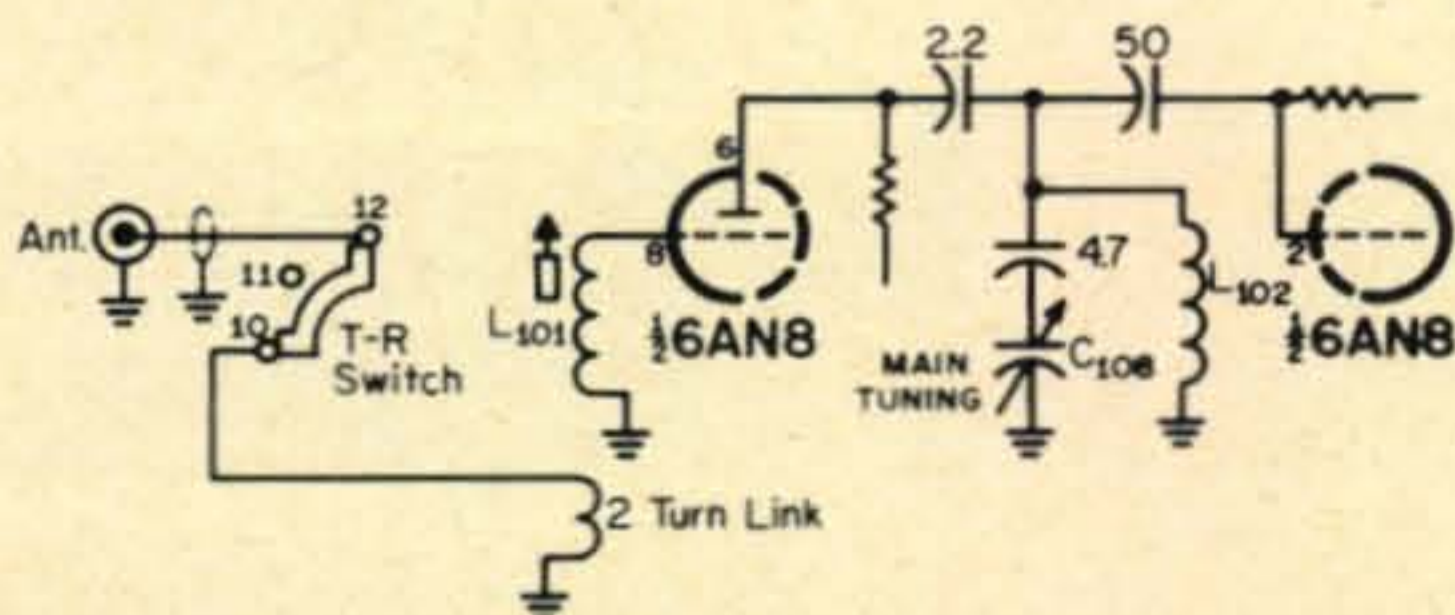 2.2
50
6
Ant.
12
11
10
T-R
Switch
L101
8
½6AN8
4.7
MAIN
TUNING
C108
L102
2
½6AN8
2 Turn Link